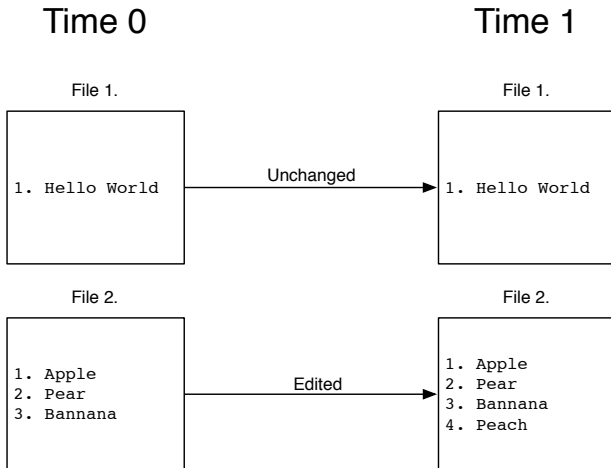 Time 0
Time 1
File 1.
File 1.
1. Hello World
Unchanged
1. Hello World
File 2.
File 2.
1. Apple
2. Pear
3. Bannana
Edited
1. Apple
2. Pear
3. Bannana
4. Peach